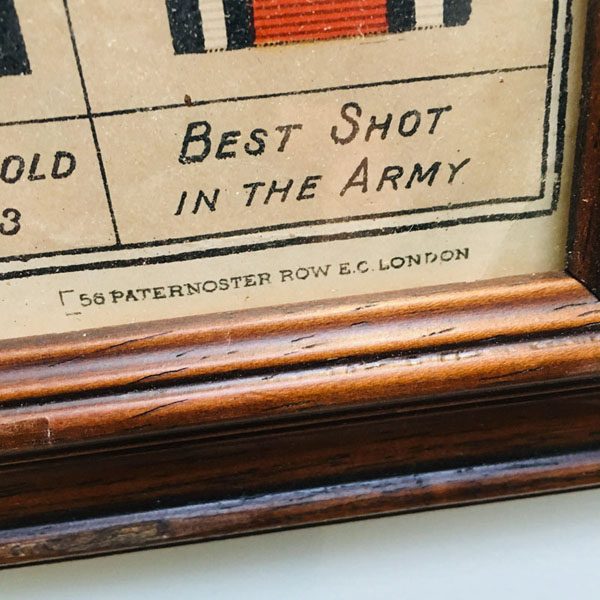 OLD
3
BEST SHOT
IN THE ARMY
56 PATERNOSTER ROW E.C. LONDON